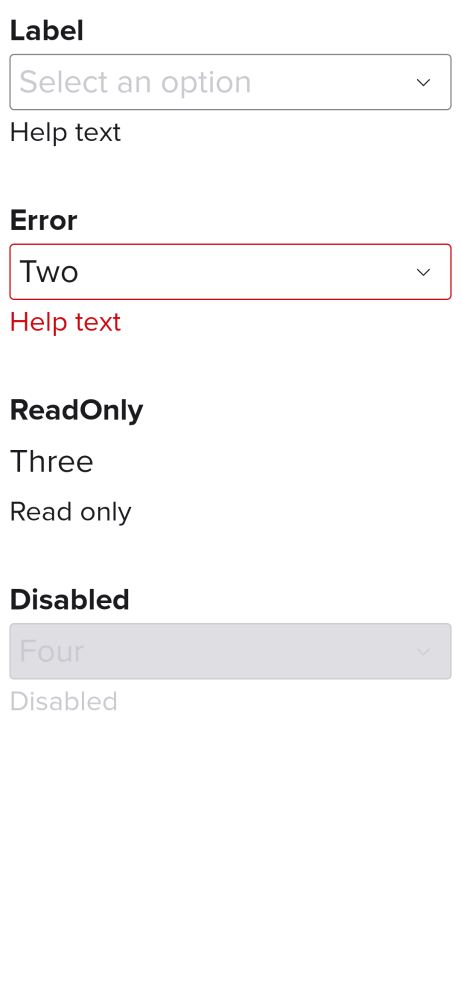 Label
Select an option
Help text
Error
Two
Help text
ReadOnly
Three
Read only
Disabled
Four
Disabled